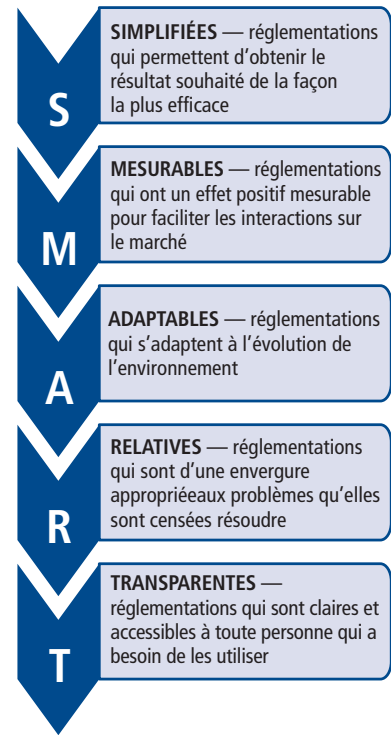 S
SIMPLIFIÉES — réglementations
qui permettent d'obtenir le
résultat souhaité de la façon
la plus efficace
M
MESURABLES — réglementations
qui ont un effet positif mesurable
pour faciliter les interactions sur
le marché
A
ADAPTABLES — réglementations
qui s'adaptent à l'évolution de
l'environnement
R
RELATIVES — réglementations
qui sont d'une envergure
appropriéeaux problèmes qu'elles
sont censées résoudre
T
TRANSPARENTES —
réglementations qui sont claires et
accessibles à toute personne qui a
besoin de les utiliser